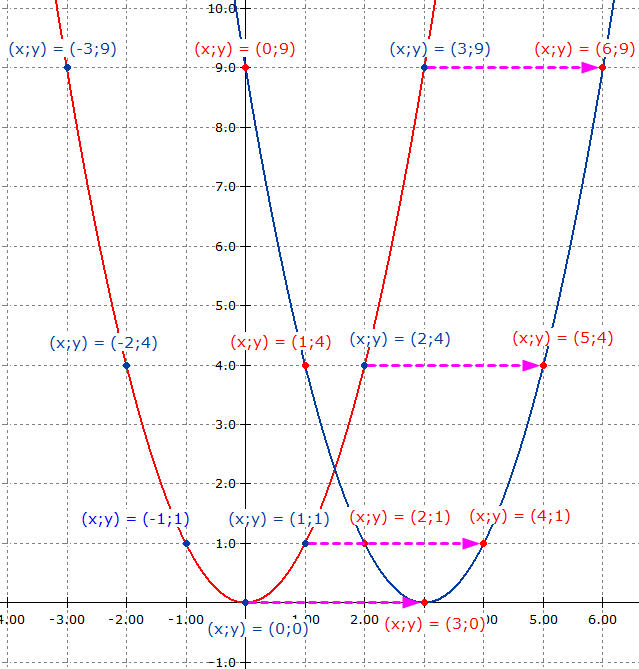 10.0
(x;y) = (-3;9) (x;y) = (0;9) (x;y) = (3;9) (x;y) = (6;9)
9.0
8.0
7.0
6.0
5.0
(x;y) = (-2;4) (x;y) = (1;4) (x;y) = (2;4) (x;y) = (5;4)
4.0
3.0
2.0
(x;y) = (-1;1) (x;y) = (1;1) (x;y) = (2;1) (x;y) = (4;1)
1.0
4.00 -3.00 -2.00 -1.00 5.00 6.00
(x;y) = (0;0) (x;y) = (3;0)
-1.0